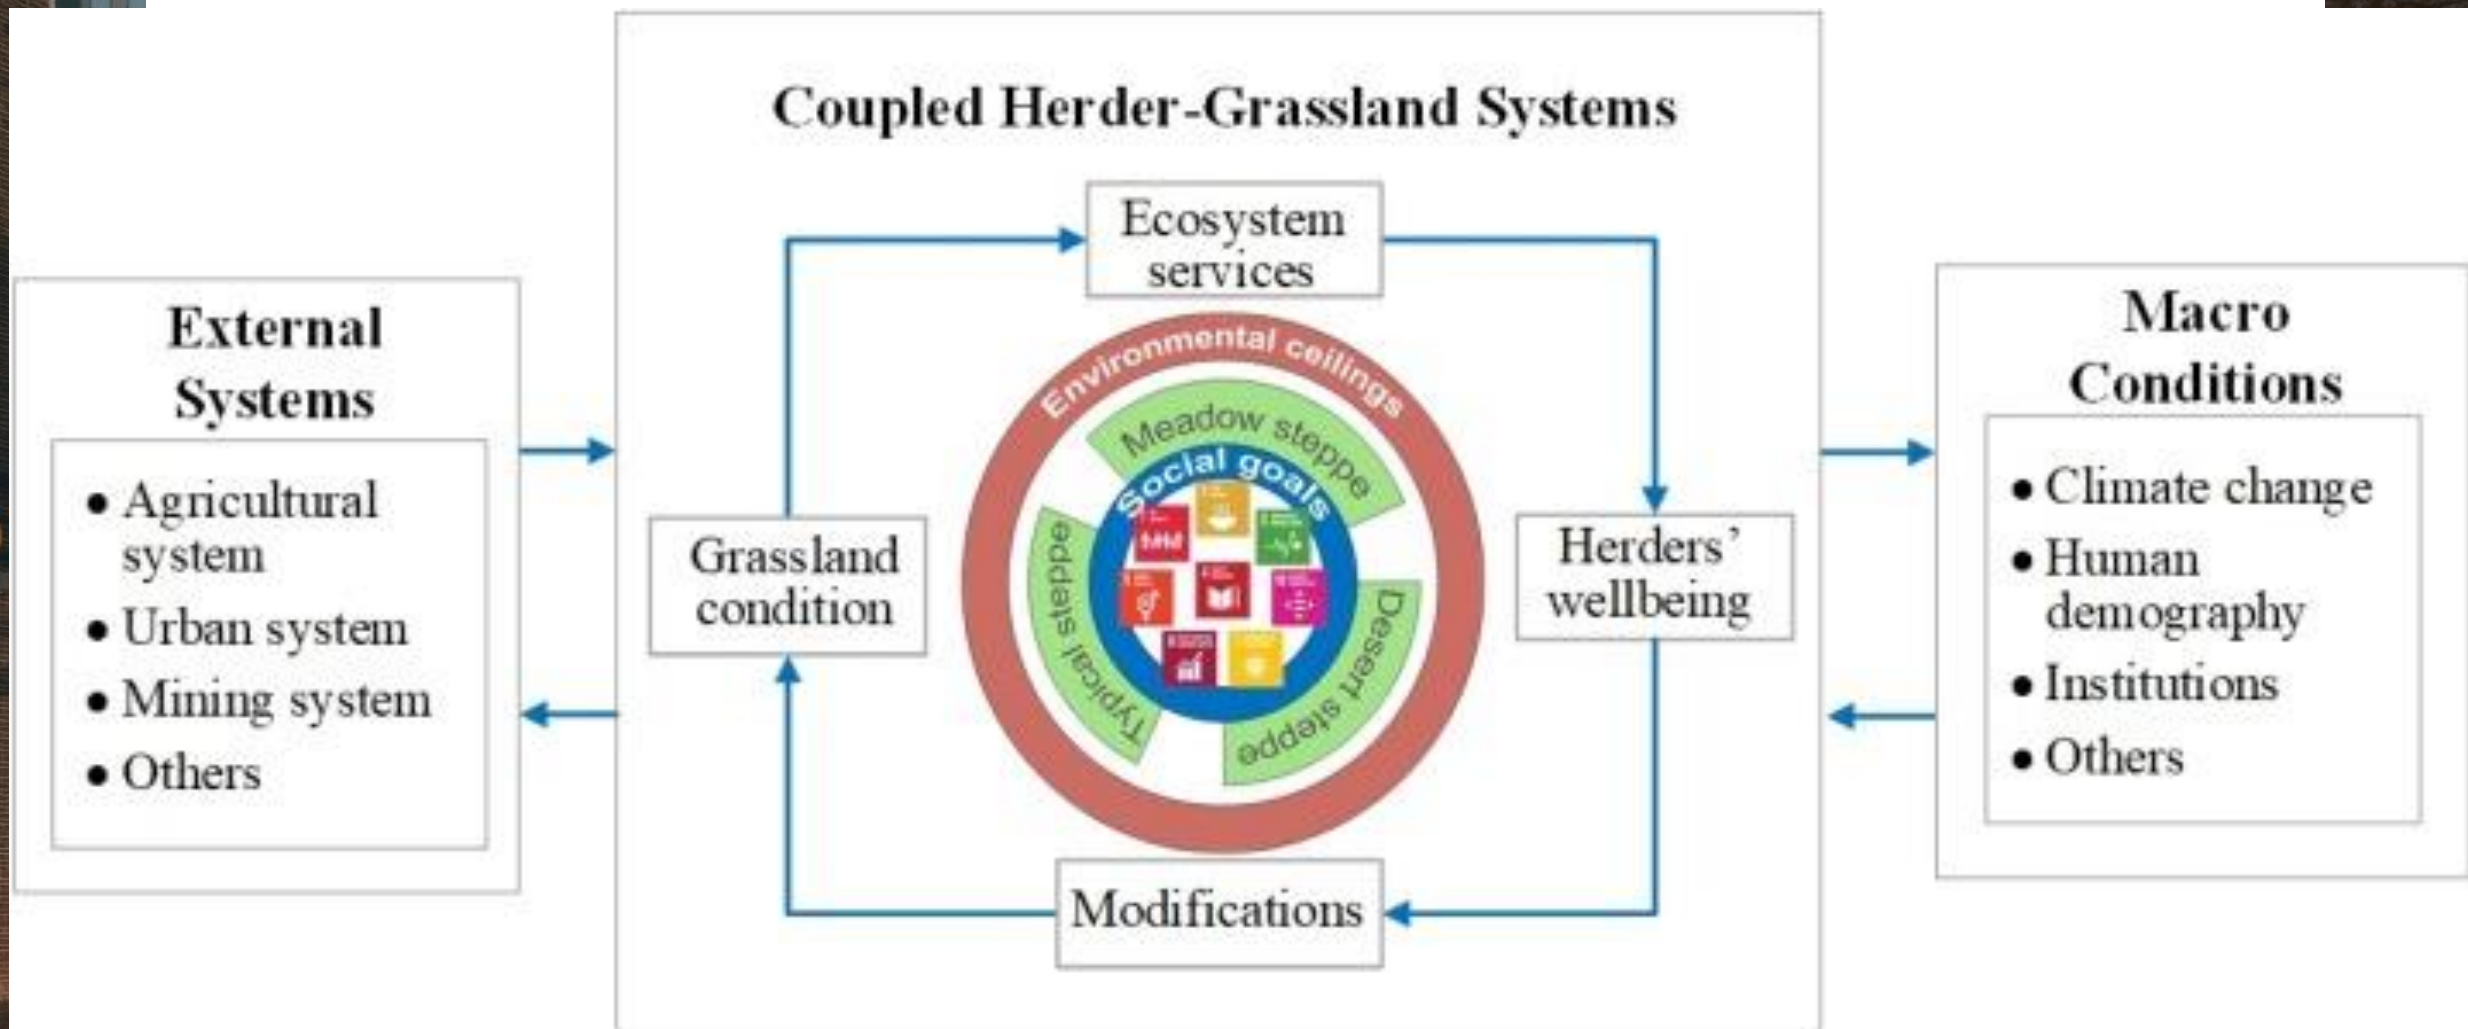 Coupled Herder-Grassland Systems
External
Systems
● Agricultural
system
● Urban system
● Mining system
● Others
Ecosystem
services
Grassland
condition
Environmental ceilings
Meadow steppe
Social goals
Typical steppe
Desert steppe
Herders’
wellbeing
Modifications
Macro
Conditions
● Climate change
● Human
demography
● Institutions
● Others